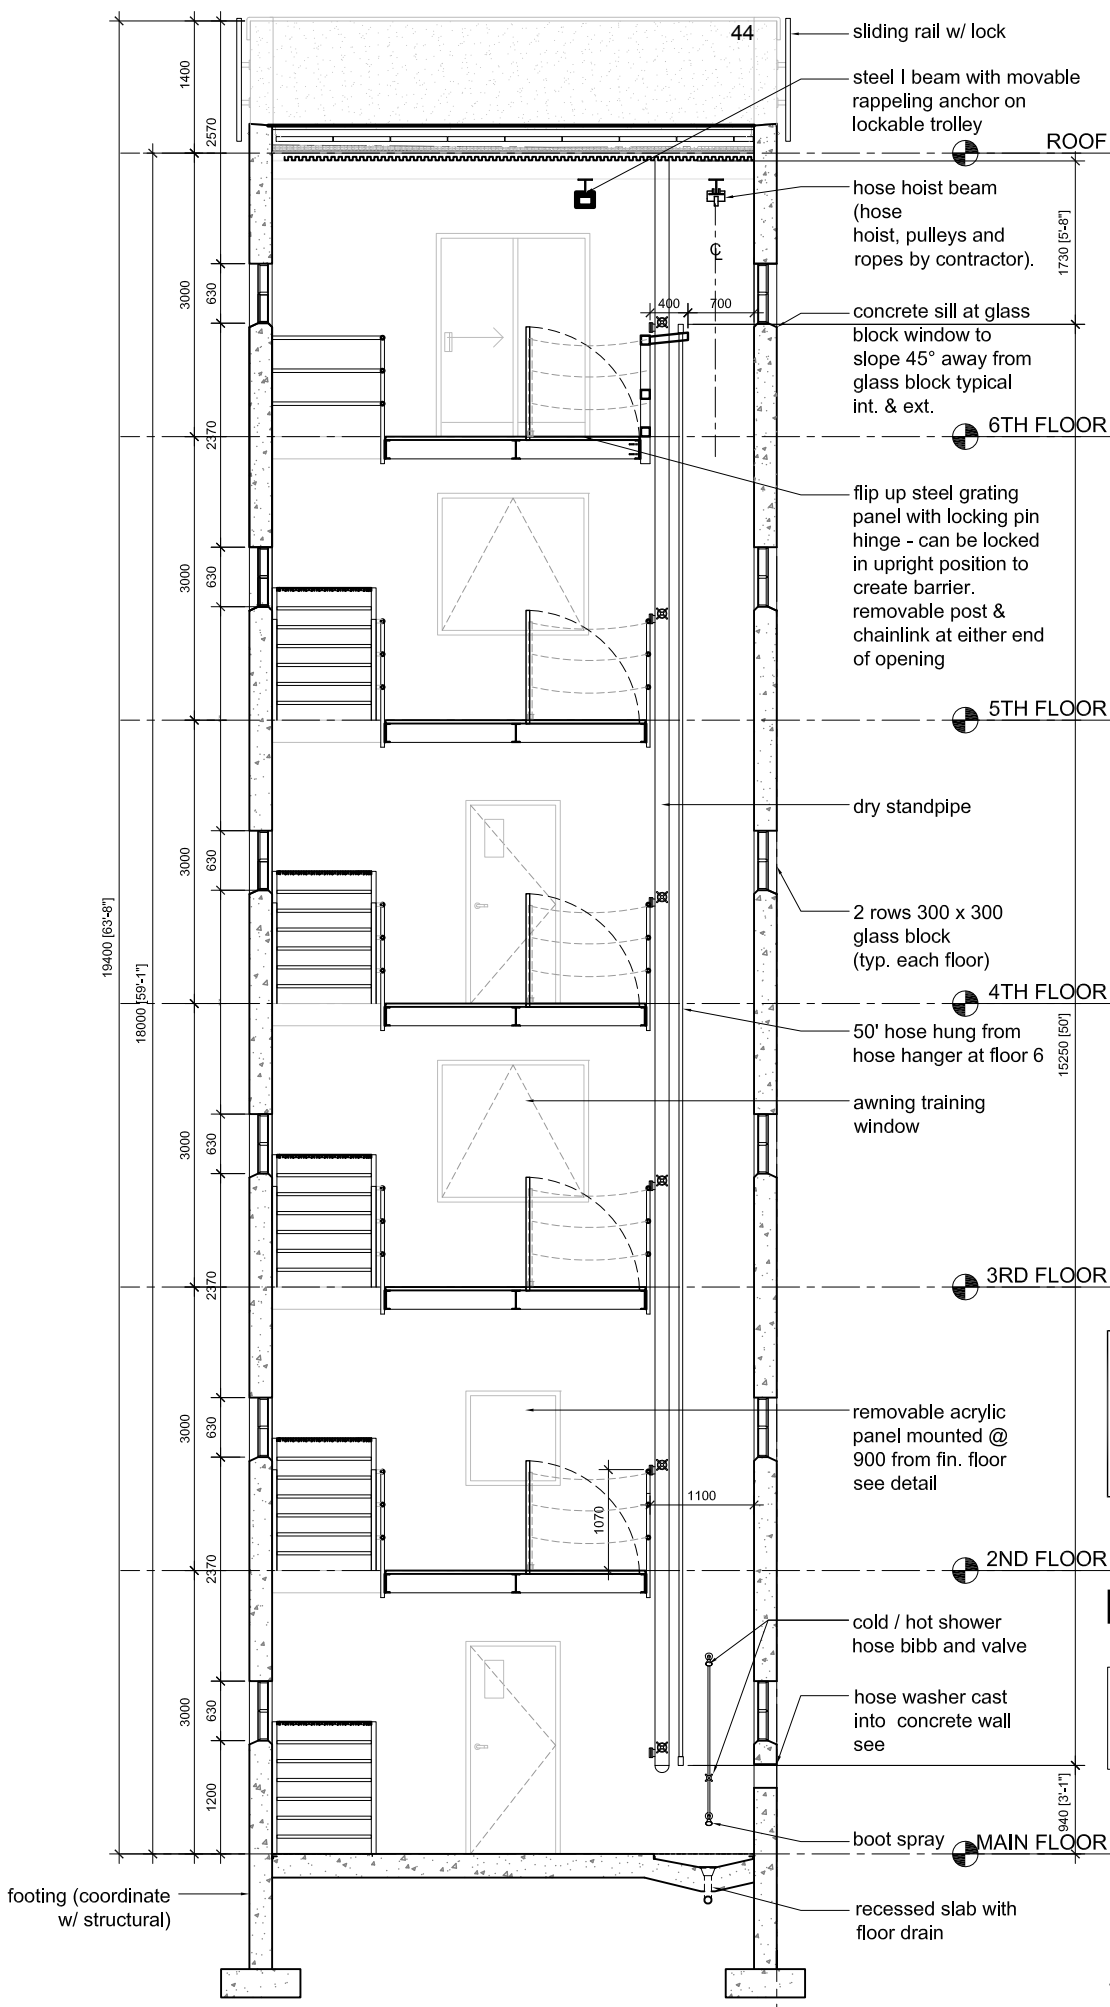 44
sliding rail w/ lock
steel I beam with movable
rappeling anchor on
lockable trolley
ROOF
hose hoist beam
(hose
hoist, pulleys and
ropes by contractor).
concrete sill at glass
block window to
slope 45° away from
glass block typical
int. & ext.
6TH FLOOR
flip up steel grating
panel with locking pin
hinge - can be locked
in upright position to
create barrier.
removable post &
chainlink at either end
of opening
5TH FLOOR
dry standpipe
2 rows 300 x 300
glass block
(typ. each floor)
4TH FLOOR
50' hose hung from
hose hanger at floor 6
awning training
window
3RD FLOOR
removable acrylic
panel mounted @
900 from fin. floor
see detail
2ND FLOOR
cold / hot shower
hose bibb and valve
hose washer cast
into concrete wall
see
boot spray
MAIN FLOOR
recessed slab with
floor drain
footing (coordinate
w/ structural)
19400 [63'-8"]
18000 [59'-1"]
1400
3000
3000
3000
3000
3000
3000
2570
630
2370
630
630
630
2370
630
2370
630
1200
400
700
℄
1070
1100
1730 [5'-8"]
15250 [50']
940 [3'-1"]